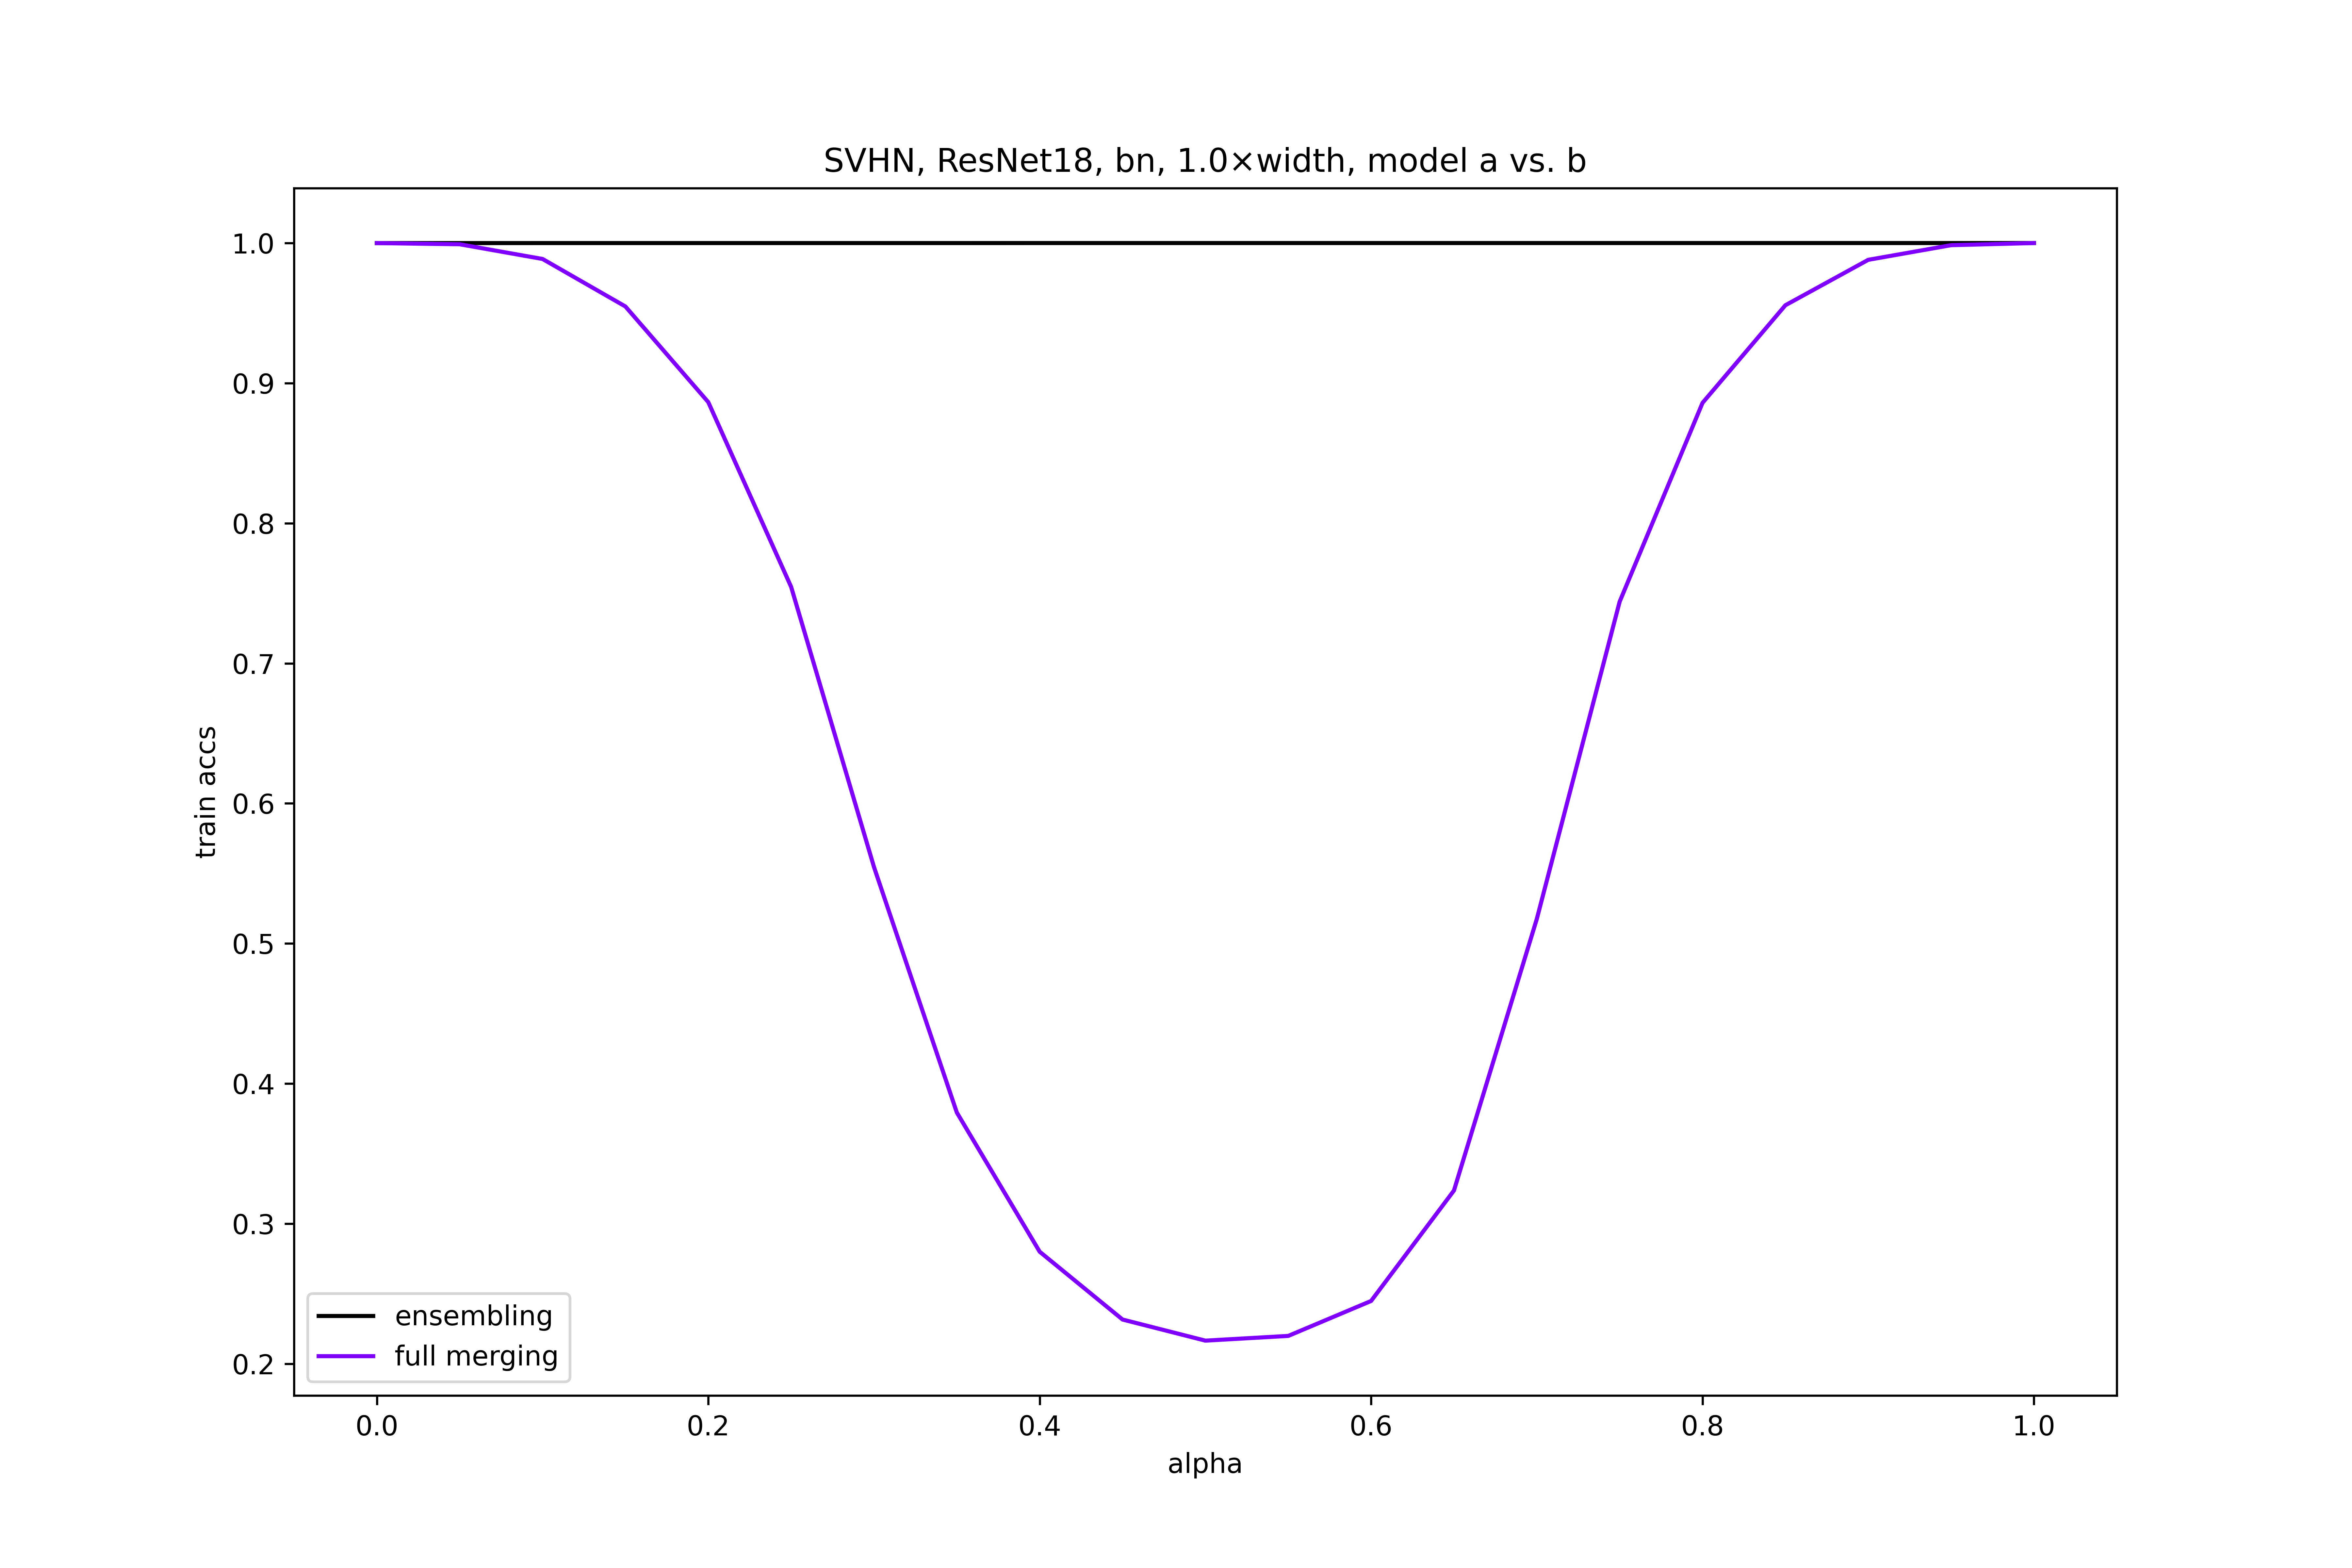 SVHN, ResNet18, bn, 1.0×width, model a vs. b
1.0
0.9
0.8
0.7
0.6
0.5
0.4
0.3
0.2
train accs
ensembling
full merging
0.0 0.2 0.4 0.6 0.8 1.0
alpha